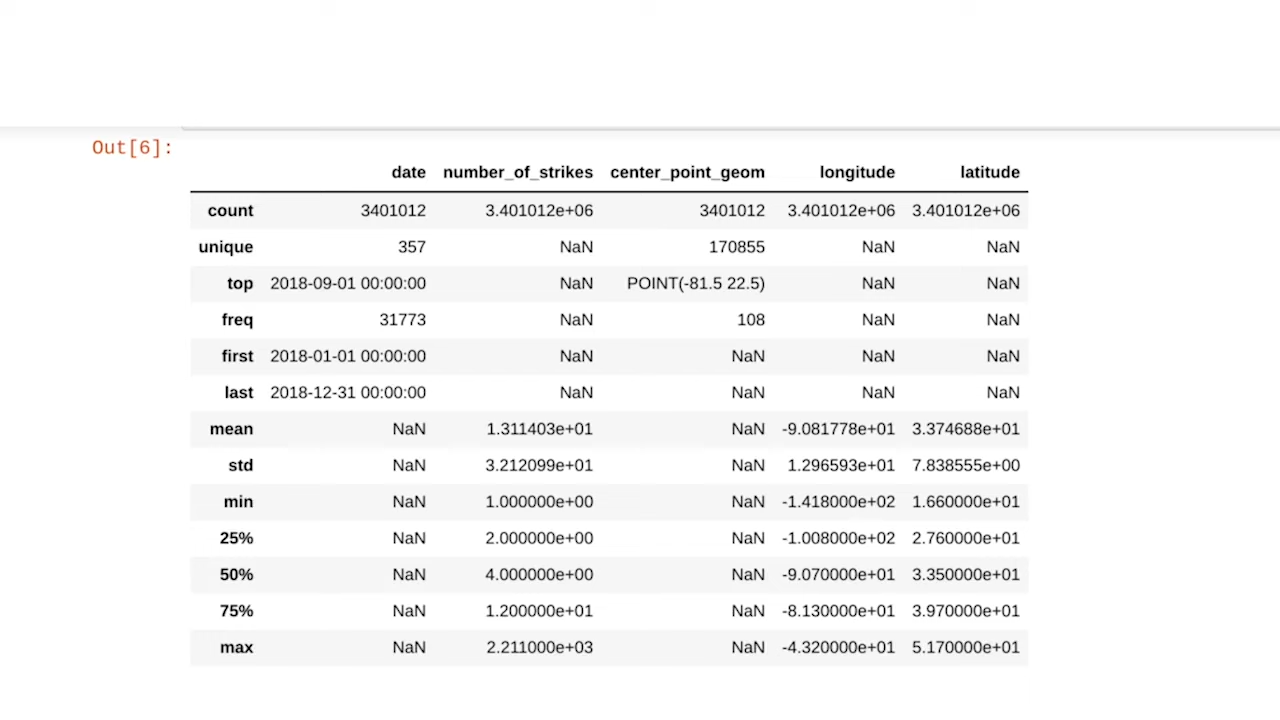 Out[6]:
date number_of_strikes center_point_geom longitude latitude
count 3401012 3.401012e+06 3401012 3.401012e+06 3.401012e+06
unique 357 NaN 170855 NaN NaN
top 2018-09-01 00:00:00 NaN POINT(-81.5 22.5) NaN NaN
freq 31773 NaN 108 NaN NaN
first 2018-01-01 00:00:00 NaN NaN NaN NaN
last 2018-12-31 00:00:00 NaN NaN NaN NaN
mean NaN 1.311403e+01 NaN -9.081778e+01 3.374688e+01
std NaN 3.212099e+01 NaN 1.296593e+01 7.838555e+00
min NaN 1.000000e+00 NaN -1.418000e+02 1.660000e+01
25% NaN 2.000000e+00 NaN -1.008000e+02 2.760000e+01
50% NaN 4.000000e+00 NaN -9.070000e+01 3.350000e+01
75% NaN 1.200000e+01 NaN -8.130000e+01 3.970000e+01
max NaN 2.211000e+03 NaN -4.320000e+01 5.170000e+01